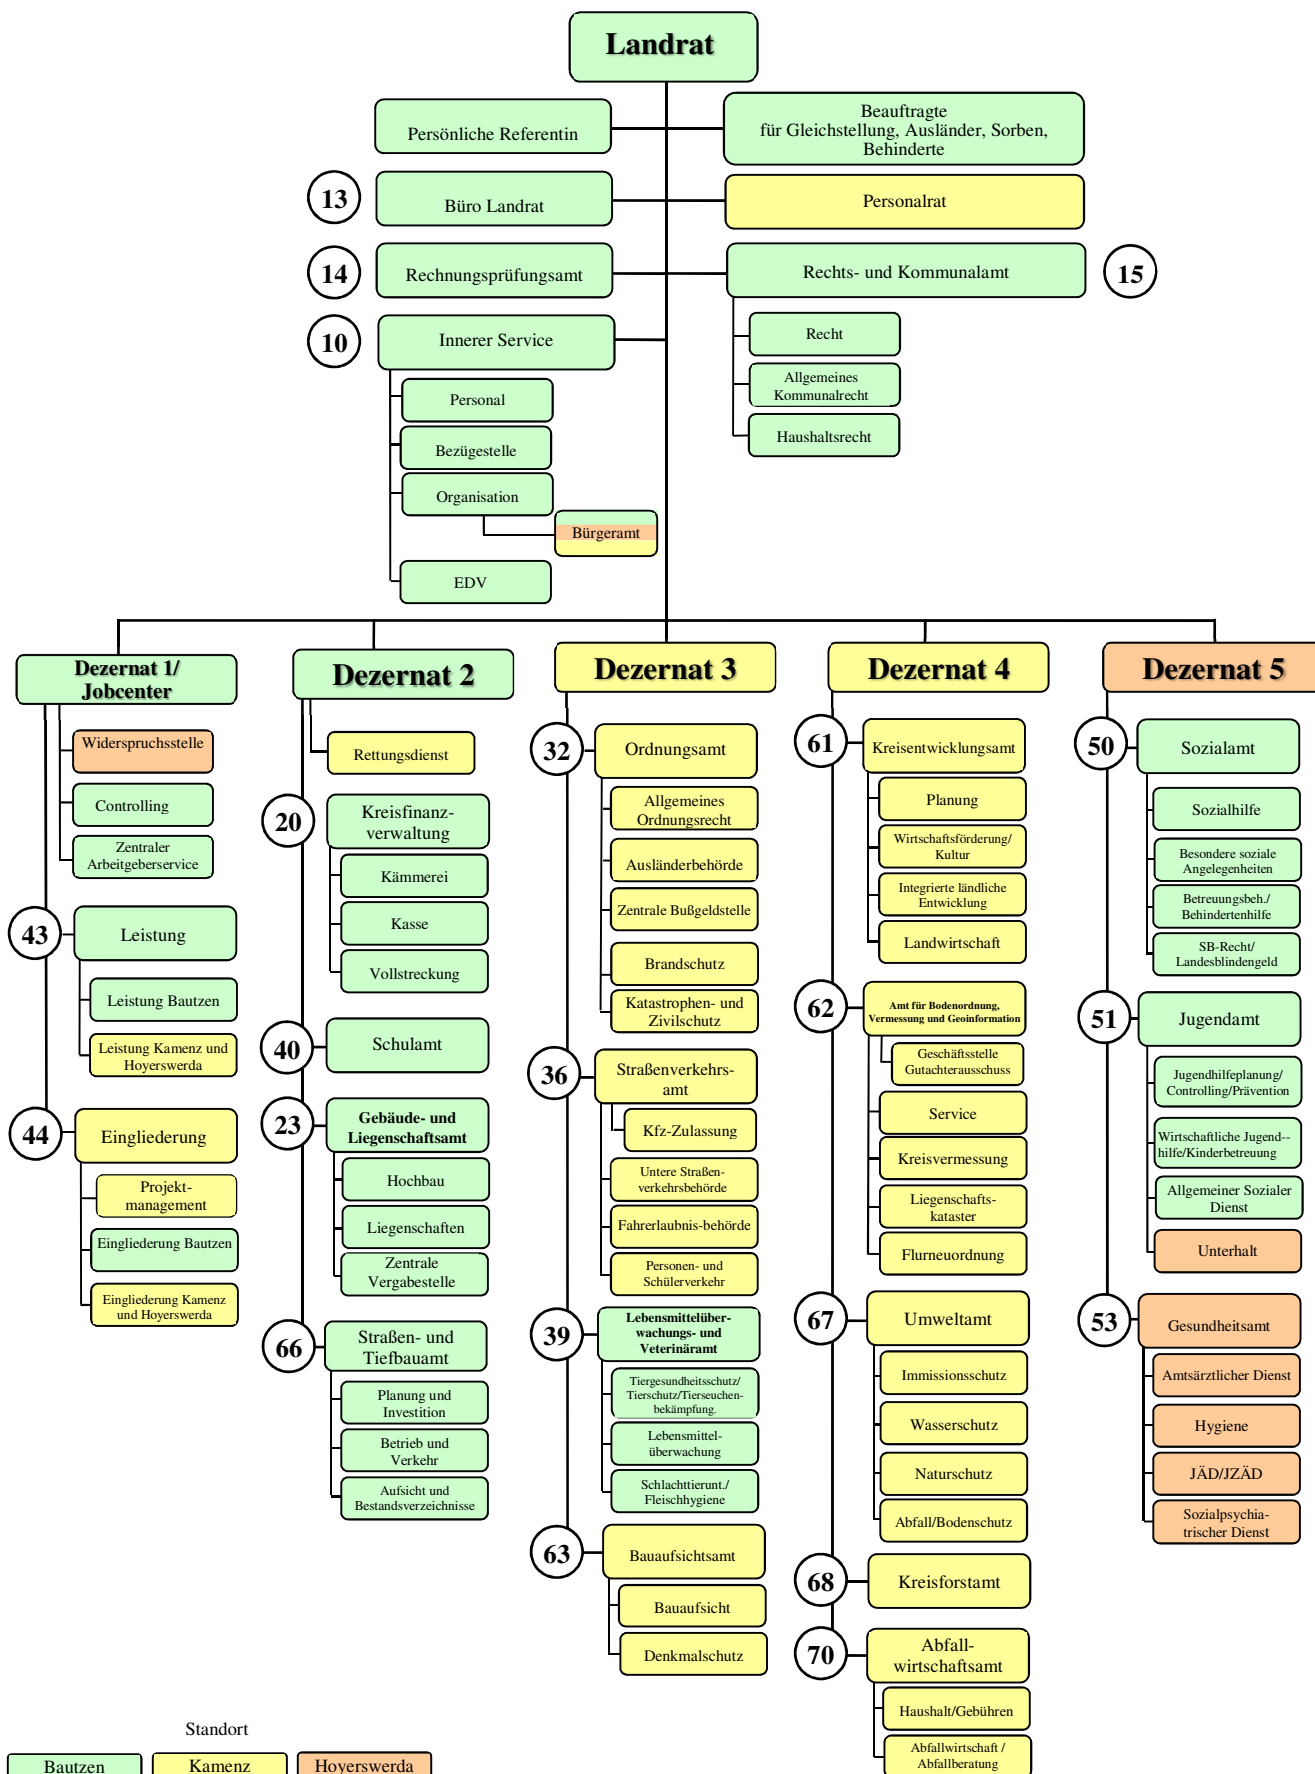 Landrat
Persönliche Referentin
Beauftragte
für Gleichstellung, Ausländer, Sorben,
Behinderte
13
Büro Landrat
Personalrat
14
Rechnungsprüfungsamt
Rechts- und Kommunalamt
15
10
Innerer Service
Recht
Allgemeines
Kommunalrecht
Haushaltsrecht
Personal
Bezügestelle
Organisation
Bürgeramt
EDV
Dezernat 1/
Jobcenter
Widerspruchsstelle
Controlling
Zentraler
Arbeitgeberservice
43
Leistung
Leistung Bautzen
Leistung Kamenz und
Hoyerswerda
44
Eingliederung
Projekt-
management
Eingliederung Bautzen
Eingliederung Kamenz
und Hoyerswerda
Dezernat 2
Rettungsdienst
20
Kreisfinanz-
verwaltung
Kämmerei
Kasse
Vollstreckung
40
Schulamt
23
Gebäude- und
Liegenschaftsamt
Hochbau
Liegenschaften
Zentrale
Vergabestelle
66
Straßen- und
Tiefbauamt
Planung und
Investition
Betrieb und
Verkehr
Aufsicht und
Bestandsverzeichnisse
Dezernat 3
32
Ordnungsamt
Allgemeines
Ordnungsrecht
Ausländerbehörde
Zentrale Bußgeldstelle
Brandschutz
Katastrophen- und
Zivilschutz
36
Straßenverkehrs-
amt
Kfz-Zulassung
Untere Straßen-
verkehrsbehörde
Fahrerlaubnis-behörde
Personen- und
Schülerverkehr
39
Lebensmittelüber-
wachungs- und
Veterinäramt
Tiergesundheitsschutz/
Tierschutz/Tierseuchen-
bekämpfung.
Lebensmittel-
überwachung
Schlachttierunt./
Fleischhygiene
63
Bauaufsichtsamt
Bauaufsicht
Denkmalschutz
Dezernat 4
61
Kreisentwicklungsamt
Planung
Wirtschaftsförderung/
Kultur
Integrierte ländliche
Entwicklung
Landwirtschaft
62
Amt für Bodenordnung,
Vermessung und Geoinformation
Geschäftsstelle
Gutachterausschuss
Service
Kreisvermessung
Liegenschafts-
kataster
Flurneuordnung
67
Umweltamt
Immissionsschutz
Wasserschutz
Naturschutz
Abfall/Bodenschutz
68
Kreisforstamt
70
Abfall-
wirtschaftsamt
Haushalt/Gebühren
Abfallwirtschaft /
Abfallberatung
Dezernat 5
50
Sozialamt
Sozialhilfe
Besondere soziale
Angelegenheiten
Betreuungsbeh./
Behindertenhilfe
SB-Recht/
Landesblindengeld
51
Jugendamt
Jugendhilfeplanung/
Controlling/Prävention
Wirtschaftliche Jugend--
hilfe/Kinderbetreuung
Allgemeiner Sozialer
Dienst
Unterhalt
53
Gesundheitsamt
Amtsärztlicher Dienst
Hygiene
JÄD/JZÄD
Sozialpsychia-
trischer Dienst
Standort
Bautzen
Kamenz
Hoyerswerda